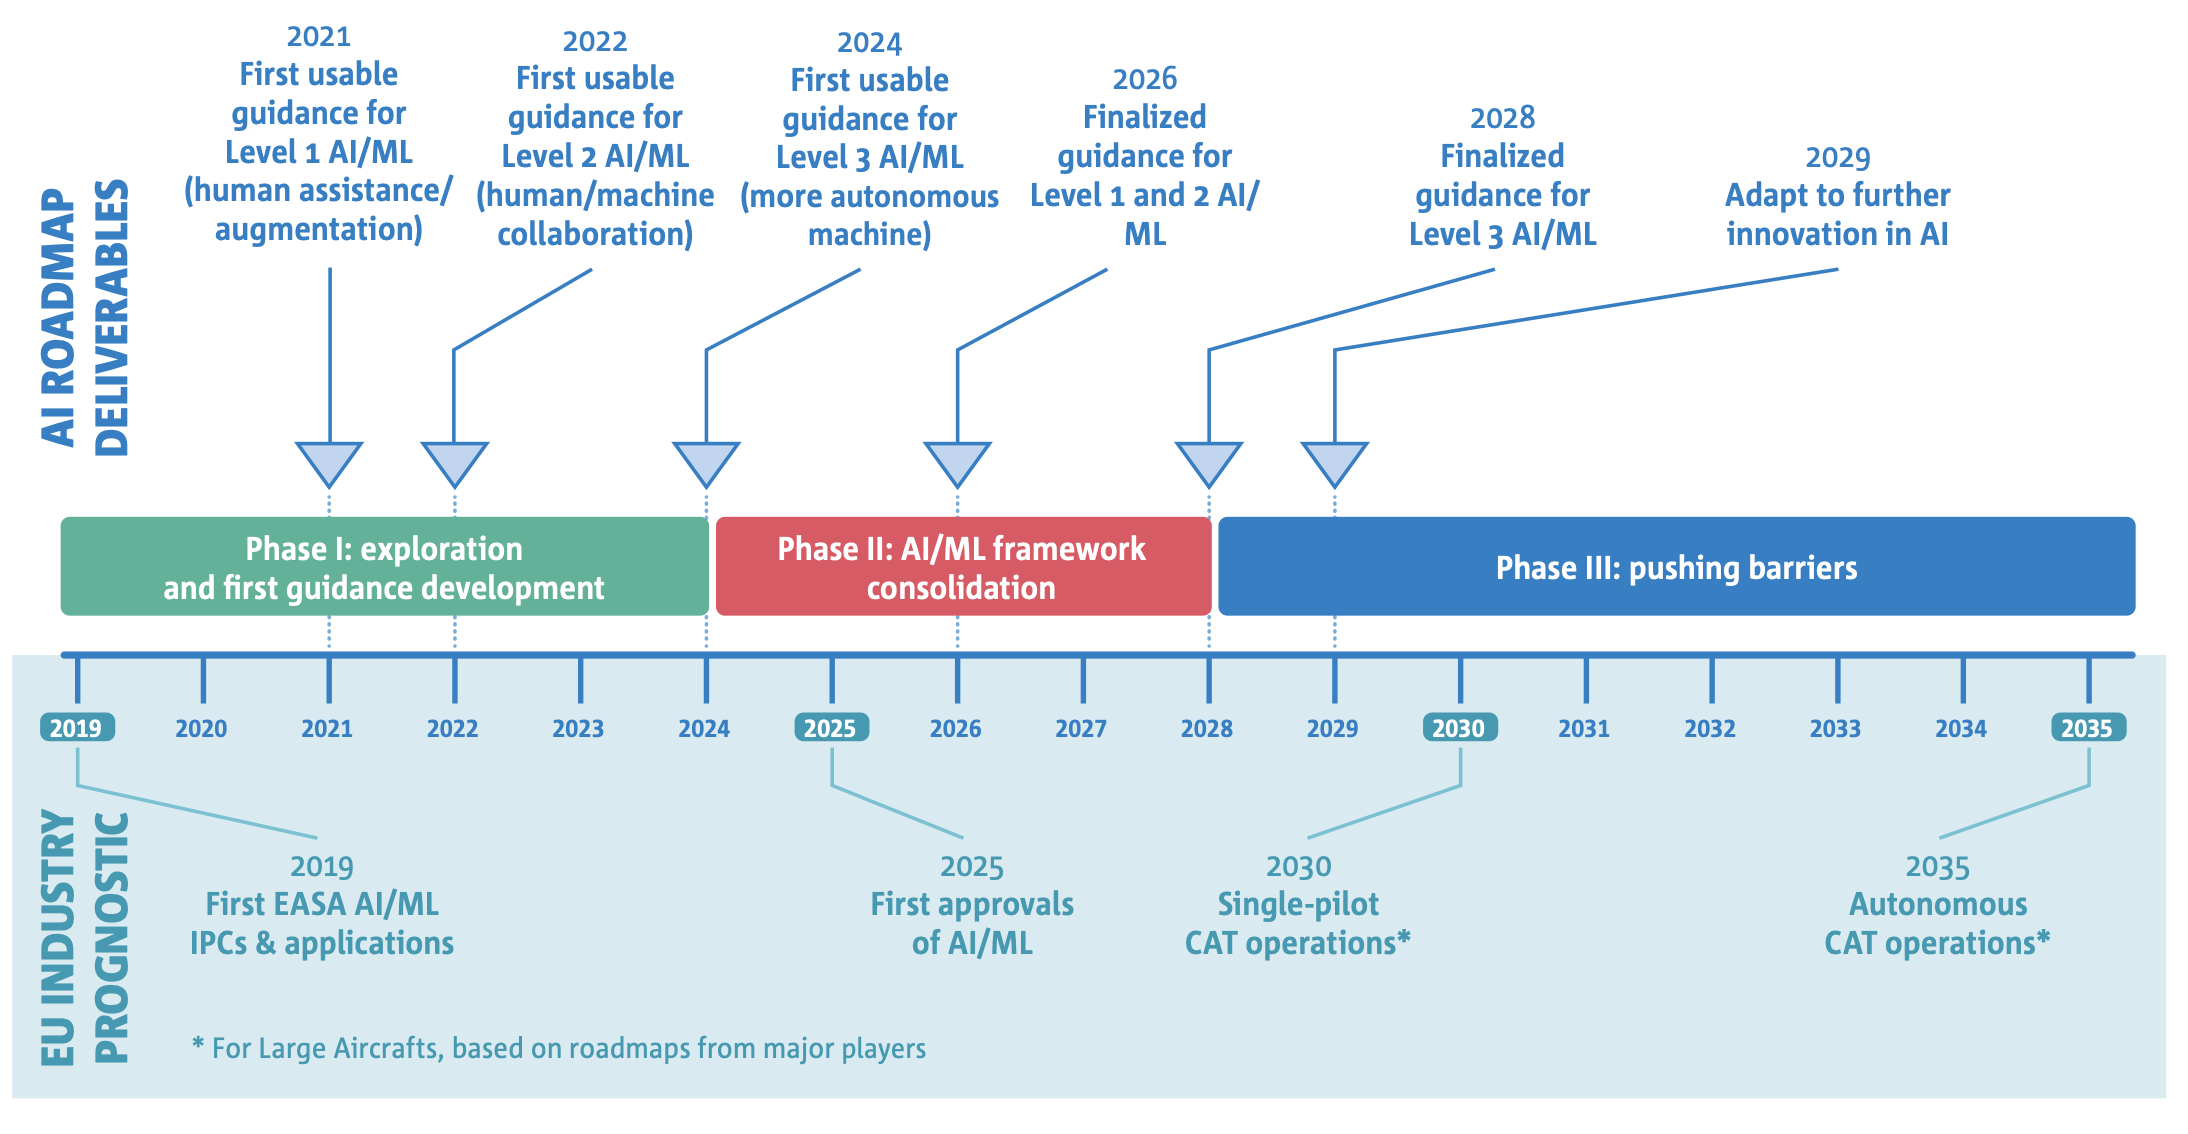 AI ROADMAP
DELIVERABLES
2021
First usable
guidance for
Level 1 AI/ML
(human assistance/
augmentation)
2022
First usable
guidance for
Level 2 AI/ML
(human/machine
collaboration)
2024
First usable
guidance for
Level 3 AI/ML
(more autonomous
machine)
2026
Finalized
guidance for
Level 1 and 2 AI/
ML
2028
Finalized
guidance for
Level 3 AI/ML
2029
Adapt to further
innovation in AI
Phase I: exploration
and first guidance development
Phase II: AI/ML framework
consolidation
Phase III: pushing barriers
2019 2020 2021 2022 2023 2024 2025 2026 2027 2028 2029 2030 2031 2032 2033 2034 2035
EU INDUSTRY
PROGNOSTIC
2019
First EASA AI/ML
IPCs & applications
2025
First approvals
of AI/ML
2030
Single-pilot
CAT operations*
2035
Autonomous
CAT operations*
* For Large Aircrafts, based on roadmaps from major players